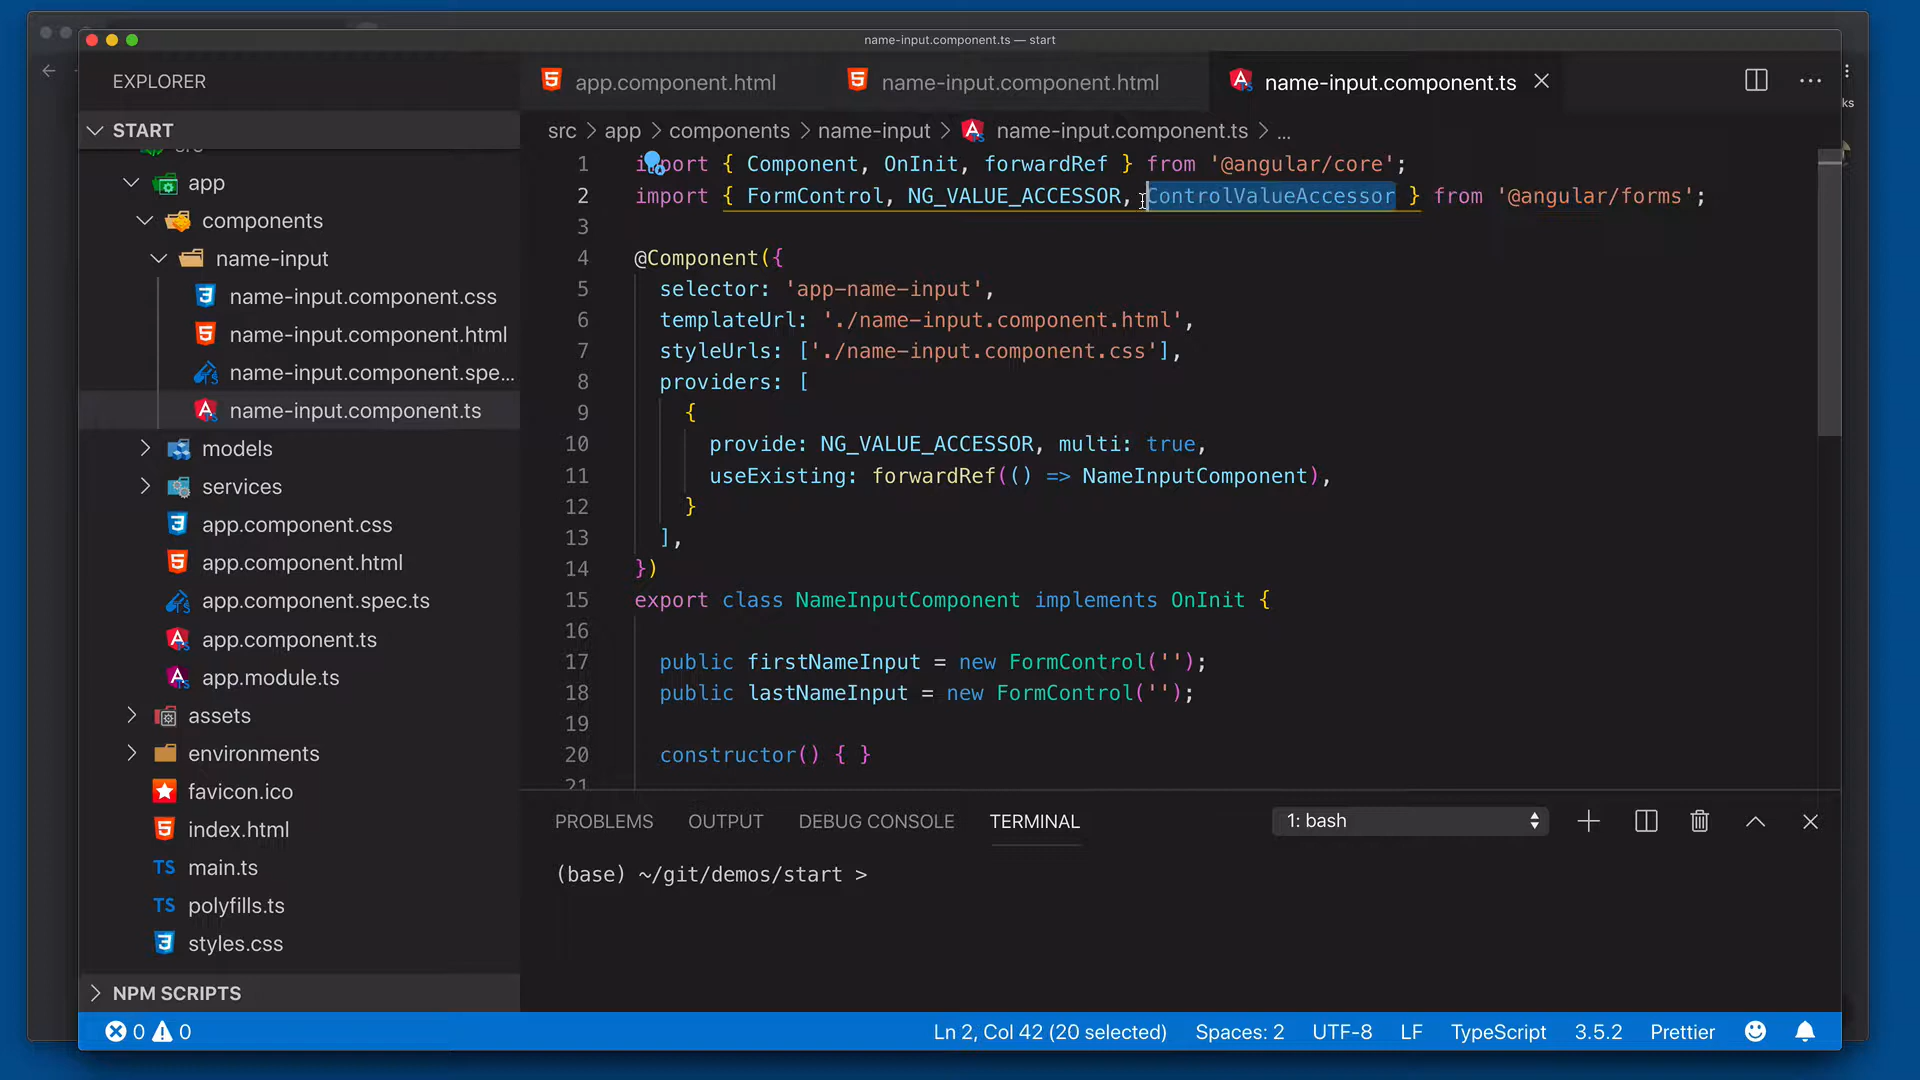 name-input.component.ts — start
EXPLORER
app.component.html
name-input.component.html
name-input.component.ts
START
src > app > components > name-input > name-input.component.ts > ...
app
components
name-input
name-input.component.css
name-input.component.html
name-input.component.spe...
name-input.component.ts
models
services
app.component.css
app.component.html
app.component.spec.ts
app.component.ts
app.module.ts
assets
environments
favicon.ico
index.html
main.ts
polyfills.ts
styles.css
NPM SCRIPTS
1 import { Component, OnInit, forwardRef } from '@angular/core';
2 import { FormControl, NG_VALUE_ACCESSOR, ControlValueAccessor } from '@angular/forms';
3
4 @Component({
5 selector: 'app-name-input',
6 templateUrl: './name-input.component.html',
7 styleUrls: ['./name-input.component.css'],
8 providers: [
9 {
10 provide: NG_VALUE_ACCESSOR, multi: true,
11 useExisting: forwardRef(() => NameInputComponent),
12 }
13 ],
14 })
15 export class NameInputComponent implements OnInit {
16
17 public firstNameInput = new FormControl('');
18 public lastNameInput = new FormControl('');
19
20 constructor() { }
21
PROBLEMS OUTPUT DEBUG CONSOLE TERMINAL 1: bash
(base) ~/git/demos/start >
0 0 Ln 2, Col 42 (20 selected) Spaces: 2 UTF-8 LF TypeScript 3.5.2 Prettier